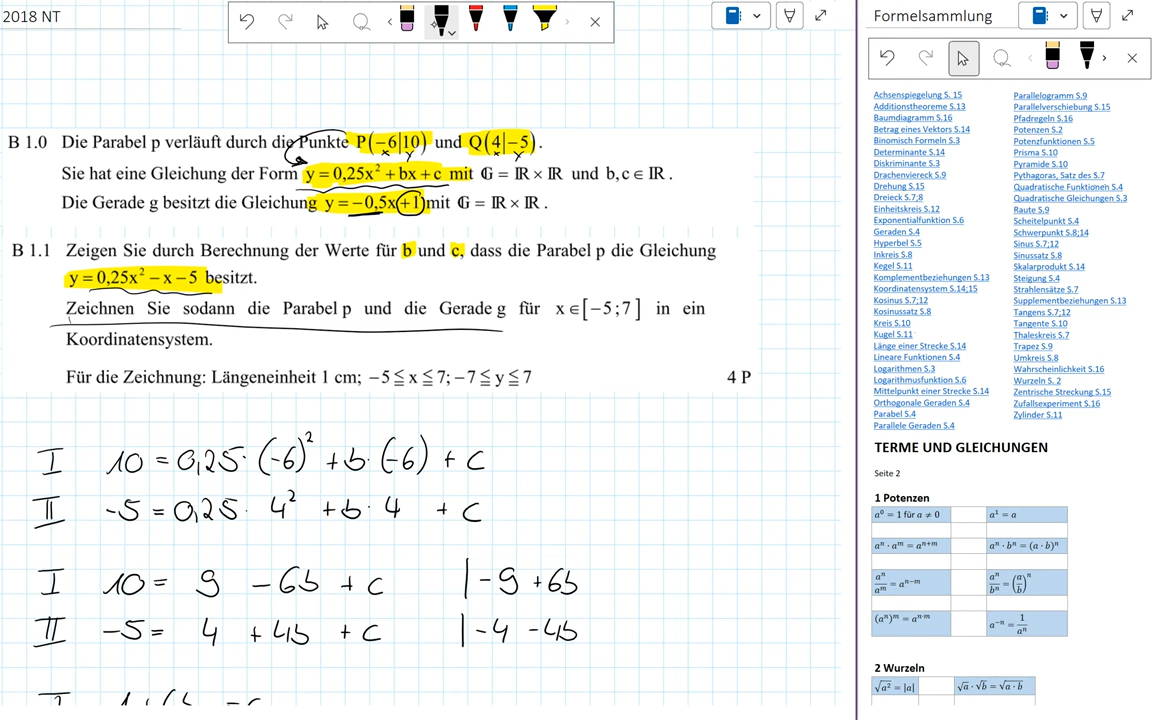 2018 NT
B 1.0 Die Parabel p verläuft durch die Punkte P(−6|10) und Q(4|−5).
Sie hat eine Gleichung der Form y = 0,25x² + bx + c mit 𝔾 = ℝ × ℝ und b, c ∈ ℝ.
Die Gerade g besitzt die Gleichung y = −0,5x + 1 mit 𝔾 = ℝ × ℝ.
B 1.1 Zeigen Sie durch Berechnung der Werte für b und c, dass die Parabel p die Gleichung
y = 0,25x² − x − 5 besitzt.
Zeichnen Sie sodann die Parabel p und die Gerade g für x ∈ [−5; 7] in ein
Koordinatensystem.
Für die Zeichnung: Längeneinheit 1 cm; −5 ≦ x ≦ 7; −7 ≦ y ≦ 7 4 P
I 10 = 0,25 · (−6)² + b · (−6) + c
II −5 = 0,25 · 4² + b · 4 + c
I 10 = 9 − 6b + c | −9 + 6b
II −5 = 4 + 4b + c | −4 − 4b
Formelsammlung
Achsenspiegelung S. 15
Additionstheoreme S.13
Baumdiagramm S.16
Betrag eines Vektors S.14
Binomisch Formeln S.3
Determinante S.14
Diskriminante S.3
Drachenviereck S.9
Drehung S.15
Dreieck S.7;8
Einheitskreis S.12
Exponentialfunktion S.6
Geraden S.4
Hyperbel S.5
Inkreis S.8
Kegel S.11
Komplementbeziehungen S.13
Koordinatensystem S.14;15
Kosinus S.7;12
Kosinussatz S.8
Kreis S.10
Kugel S.11
Länge einer Strecke S.14
Lineare Funktionen S.4
Logarithmen S.3
Logarithmusfunktion S.6
Mittelpunkt einer Strecke S.14
Orthogonale Geraden S.4
Parabel S.4
Parallele Geraden S.4
Parallelogramm S.9
Parallelverschiebung S.15
Pfadregeln S.16
Potenzen S.2
Potenzfunktionen S.5
Prisma S.10
Pyramide S.10
Pythagoras, Satz des S.7
Quadratische Funktionen S.4
Quadratische Gleichungen S.3
Raute S.9
Scheitelpunkt S.4
Schwerpunkt S.8;14
Sinus S.7;12
Sinussatz S.8
Skalarprodukt S.14
Steigung S.4
Strahlensätze S.7
Supplementbeziehungen S.13
Tangens S.7;12
Tangente S.10
Thaleskreis S.7
Trapez S.9
Umkreis S.8
Wahrscheinlichkeit S.16
Wurzeln S. 2
Zentrische Streckung S.15
Zufallsexperiment S.16
Zylinder S.11
TERME UND GLEICHUNGEN
Seite 2
1 Potenzen
a⁰ = 1 für a ≠ 0 a¹ = a
aⁿ · aᵐ = aⁿ⁺ᵐ aⁿ · bⁿ = (a · b)ⁿ
aⁿ/aᵐ = aⁿ⁻ᵐ aⁿ/bⁿ = (a/b)ⁿ
(aⁿ)ᵐ = aⁿ·ᵐ a⁻ⁿ = 1/aⁿ
2 Wurzeln
√a² = |a| √a · √b = √a · b